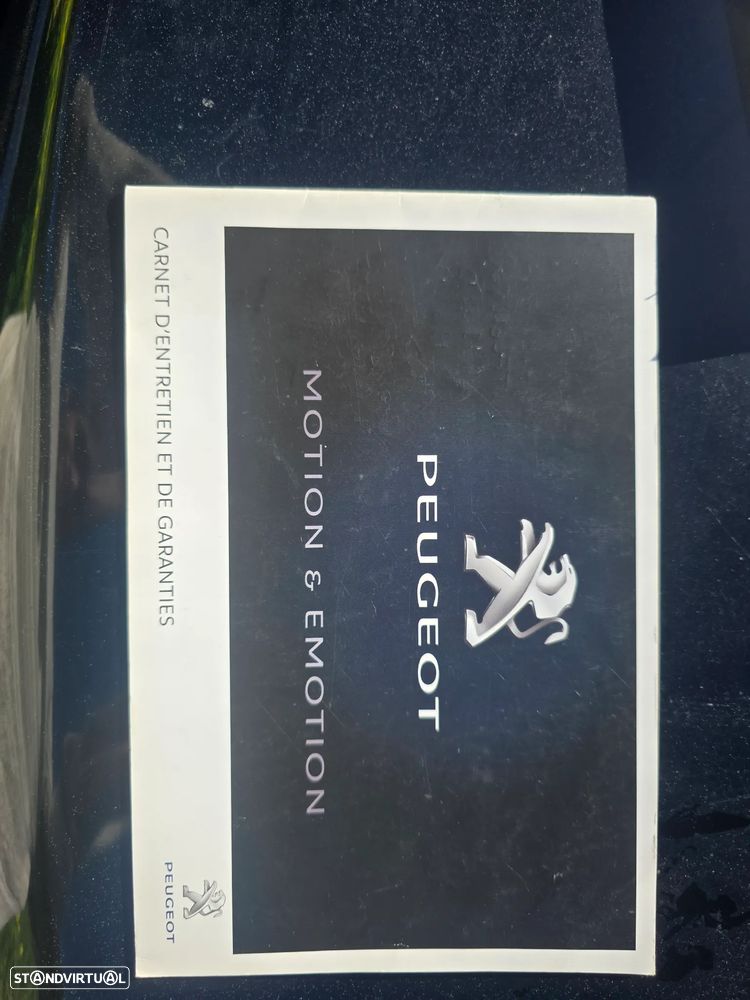 PEUGEOT
MOTION & EMOTION
CARNET D'ENTRETIEN ET DE GARANTIES
PEUGEOT
STANDVIRTUAL